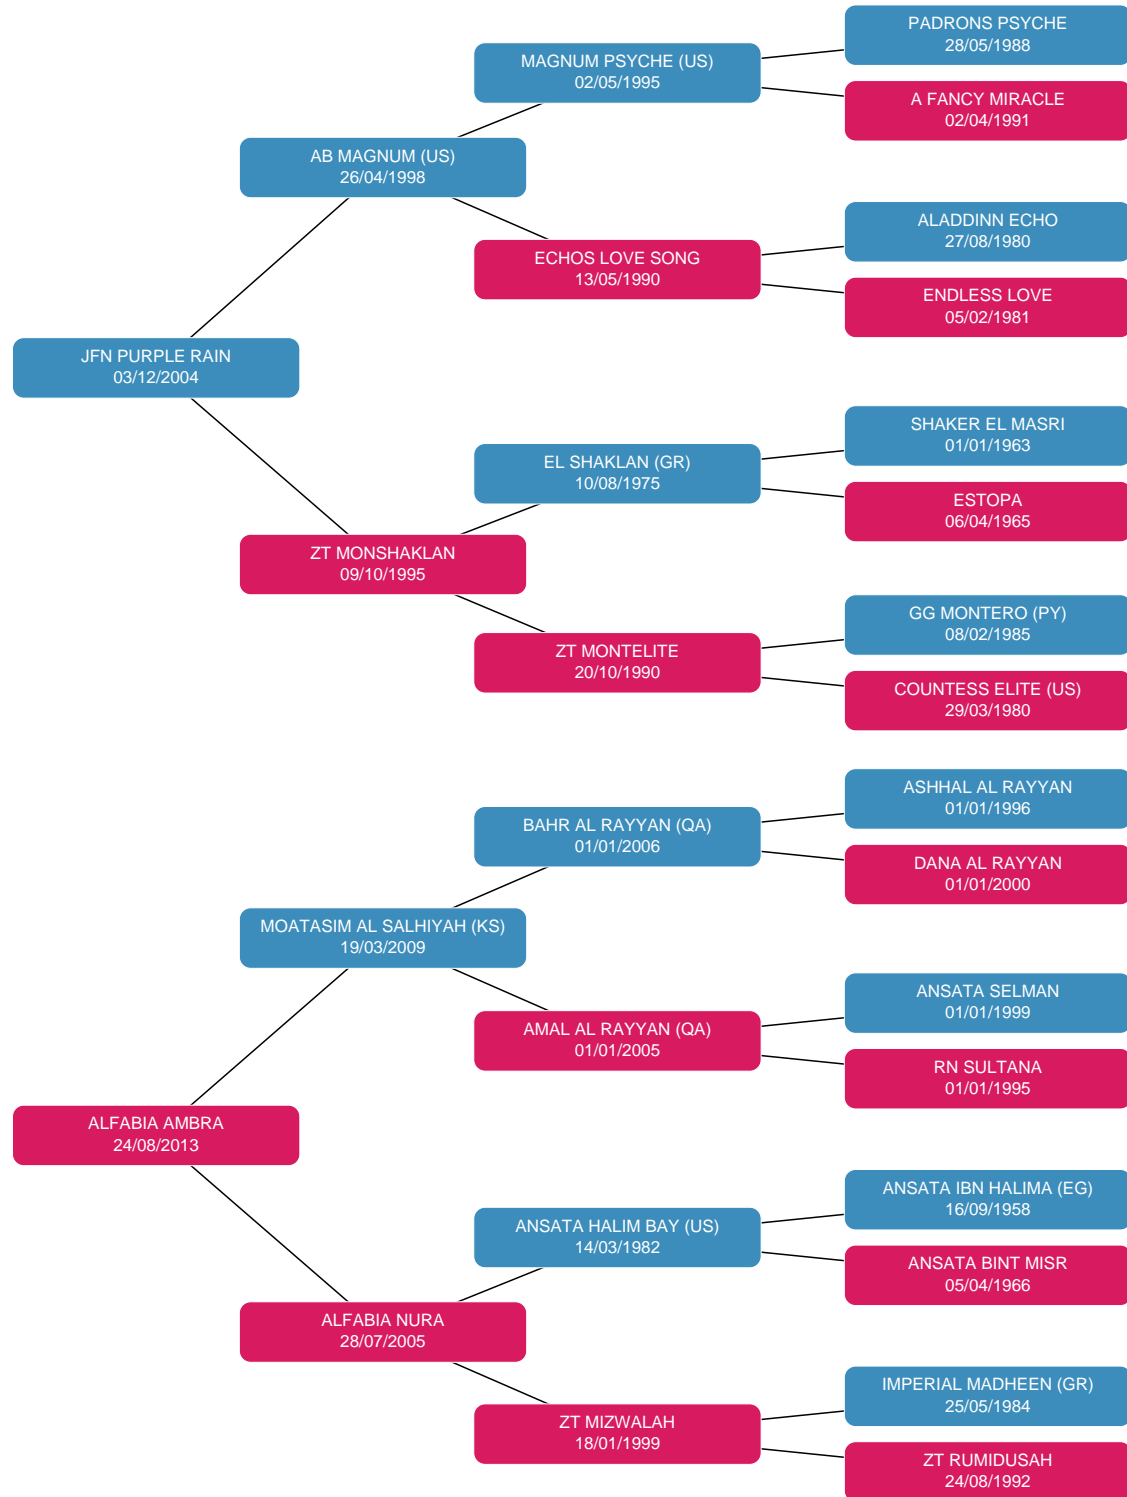 PADRONS PSYCHE
28/05/1988
MAGNUM PSYCHE (US)
02/05/1995
A FANCY MIRACLE
02/04/1991
AB MAGNUM (US)
26/04/1998
ALADDINN ECHO
27/08/1980
ECHOS LOVE SONG
13/05/1990
ENDLESS LOVE
05/02/1981
JFN PURPLE RAIN
03/12/2004
SHAKER EL MASRI
01/01/1963
EL SHAKLAN (GR)
10/08/1975
ESTOPA
06/04/1965
ZT MONSHAKLAN
09/10/1995
GG MONTERO (PY)
08/02/1985
ZT MONTELITE
20/10/1990
COUNTESS ELITE (US)
29/03/1980
ASHHAL AL RAYYAN
01/01/1996
BAHR AL RAYYAN (QA)
01/01/2006
DANA AL RAYYAN
01/01/2000
MOATASIM AL SALHIYAH (KS)
19/03/2009
ANSATA SELMAN
01/01/1999
AMAL AL RAYYAN (QA)
01/01/2005
RN SULTANA
01/01/1995
ALFABIA AMBRA
24/08/2013
ANSATA IBN HALIMA (EG)
16/09/1958
ANSATA HALIM BAY (US)
14/03/1982
ANSATA BINT MISR
05/04/1966
ALFABIA NURA
28/07/2005
IMPERIAL MADHEEN (GR)
25/05/1984
ZT MIZWALAH
18/01/1999
ZT RUMIDUSAH
24/08/1992